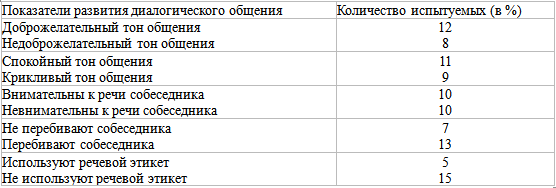 Показатели развития диалогического общения Количество испытуемых (в %)
Доброжелательный тон общения 12
Недоброжелательный тон общения 8
Спокойный тон общения 11
Крикливый тон общения 9
Внимательны к речи собеседника 10
Невнимательны к речи собеседника 10
Не перебивают собеседника 7
Перебивают собеседника 13
Используют речевой этикет 5
Не используют речевой этикет 15